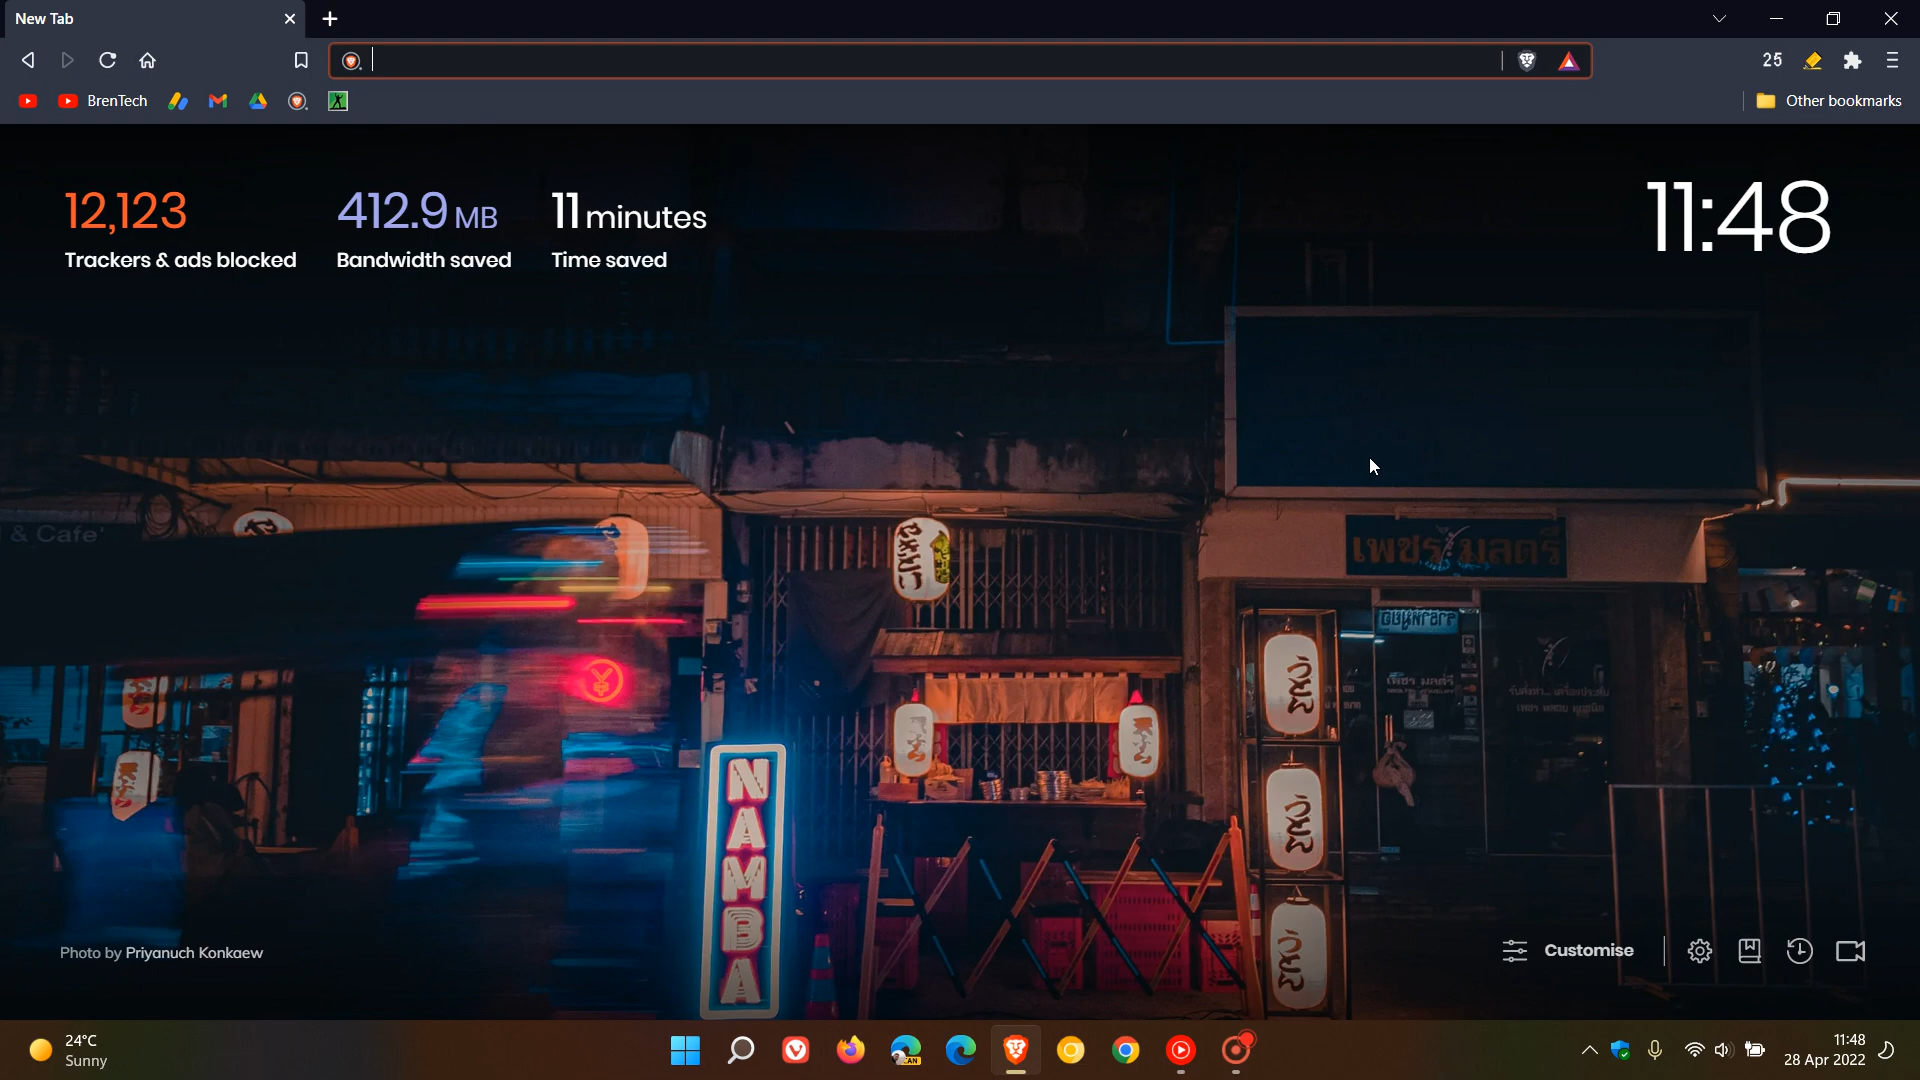 New Tab
25
BrenTech
Other bookmarks
12,123
Trackers & ads blocked
412.9 MB
Bandwidth saved
11 minutes
Time saved
11:48
& Cafe'
NAMBA
Photo by Priyanuch Konkaew
Customise
24°C
Sunny
CAN
11:48
28 Apr 2022